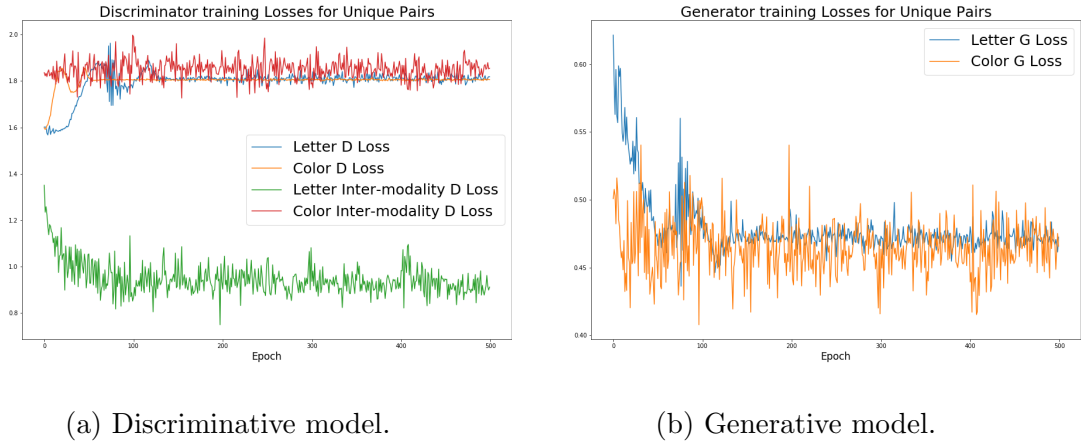 Discriminator training Losses for Unique Pairs
2.0
1.8
1.6
1.4
1.2
1.0
0.8
Letter D Loss
Color D Loss
Letter Inter-modality D Loss
Color Inter-modality D Loss
0 100 200 300 400 500
Epoch
(a) Discriminative model.
Generator training Losses for Unique Pairs
0.60
0.55
0.50
0.45
0.40
Letter G Loss
Color G Loss
0 100 200 300 400 500
Epoch
(b) Generative model.